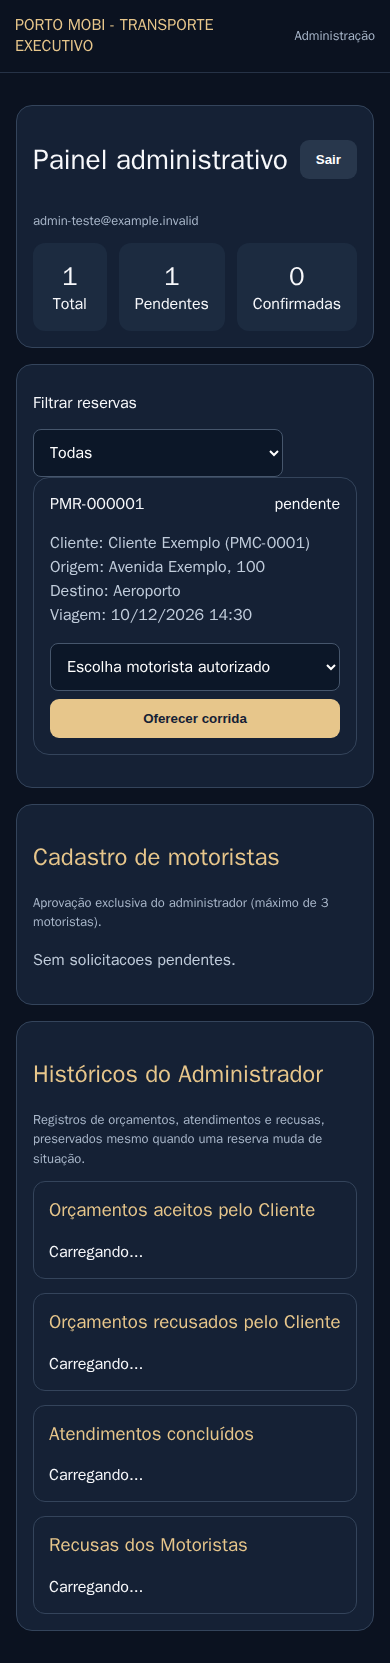 PORTO MOBI - TRANSPORTE
EXECUTIVO
Administração
Painel administrativo
Sair
admin-teste@example.invalid
1
Total
1
Pendentes
0
Confirmadas
Filtrar reservas
Todas
PMR-000001
pendente
Cliente: Cliente Exemplo (PMC-0001)
Origem: Avenida Exemplo, 100
Destino: Aeroporto
Viagem: 10/12/2026 14:30
Escolha motorista autorizado
Oferecer corrida
Cadastro de motoristas
Aprovação exclusiva do administrador (máximo de 3
motoristas).
Sem solicitacoes pendentes.
Históricos do Administrador
Registros de orçamentos, atendimentos e recusas,
preservados mesmo quando uma reserva muda de
situação.
Orçamentos aceitos pelo Cliente
Carregando...
Orçamentos recusados pelo Cliente
Carregando...
Atendimentos concluídos
Carregando...
Recusas dos Motoristas
Carregando...